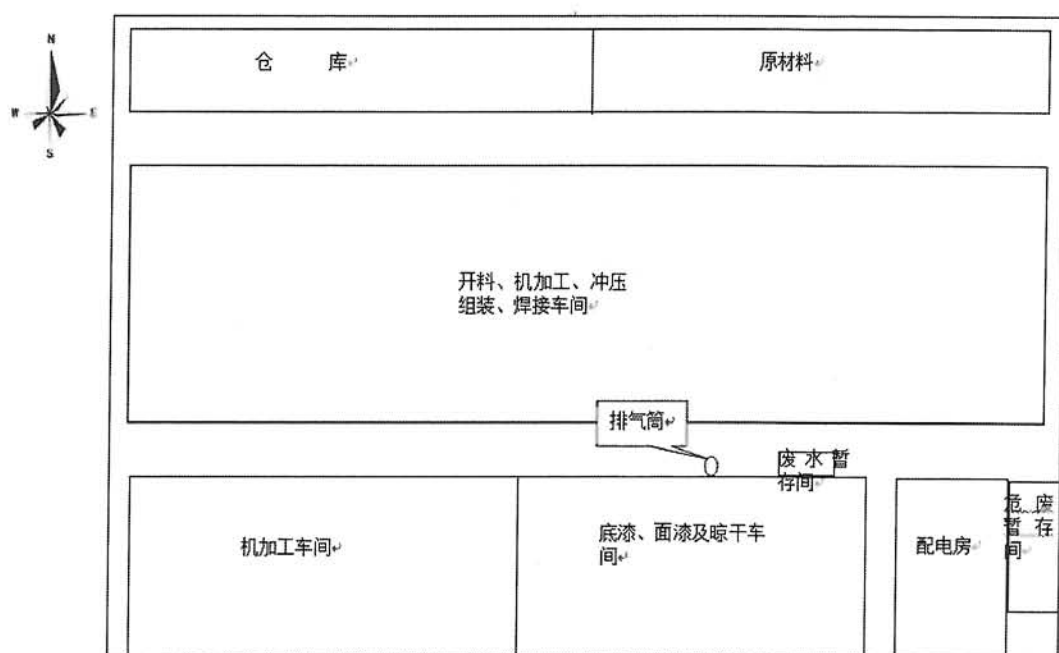 N
W E
S
仓 库
原材料
开料、机加工、冲压
组装、焊接车间
排气筒
废 水 暂
存间
机加工车间
底漆、面漆及晾干车
间
配电房
危 废
暂 存
间